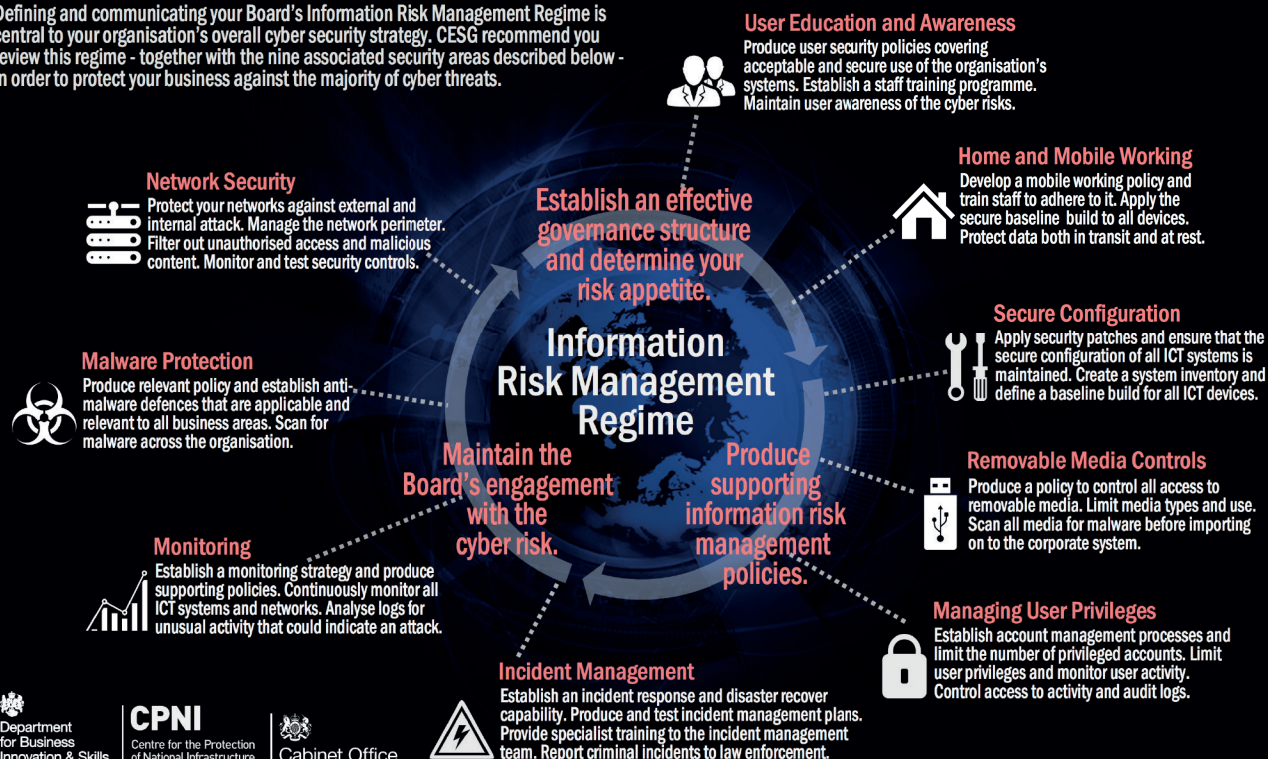 Defining and communicating your Board's Information Risk Management Regime is
central to your organisation's overall cyber security strategy. CESG recommend you
review this regime - together with the nine associated security areas described below -
in order to protect your business against the majority of cyber threats.
User Education and Awareness
Produce user security policies covering
acceptable and secure use of the organisation's
systems. Establish a staff training programme.
Maintain user awareness of the cyber risks.
Home and Mobile Working
Develop a mobile working policy and
train staff to adhere to it. Apply the
secure baseline build to all devices.
Protect data both in transit and at rest.
Network Security
Protect your networks against external and
internal attack. Manage the network perimeter.
Filter out unauthorised access and malicious
content. Monitor and test security controls.
Establish an effective
governance structure
and determine your
risk appetite.
Secure Configuration
Apply security patches and ensure that the
secure configuration of all ICT systems is
maintained. Create a system inventory and
define a baseline build for all ICT devices.
Information
Risk Management
Regime
Malware Protection
Produce relevant policy and establish anti-
malware defences that are applicable and
relevant to all business areas. Scan for
malware across the organisation.
Maintain the
Board's engagement
with the
cyber risk.
Produce
supporting
information risk
management
policies.
Removable Media Controls
Produce a policy to control all access to
removable media. Limit media types and use.
Scan all media for malware before importing
on to the corporate system.
Monitoring
Establish a monitoring strategy and produce
supporting policies. Continuously monitor all
ICT systems and networks. Analyse logs for
unusual activity that could indicate an attack.
Managing User Privileges
Establish account management processes and
limit the number of privileged accounts. Limit
user privileges and monitor user activity.
Control access to activity and audit logs.
Incident Management
Establish an incident response and disaster recover
capability. Produce and test incident management plans.
Provide specialist training to the incident management
team. Report criminal incidents to law enforcement.
Department
for Business
Innovation & Skills
CPNI
Centre for the Protection
of National Infrastructure
Cabinet Office